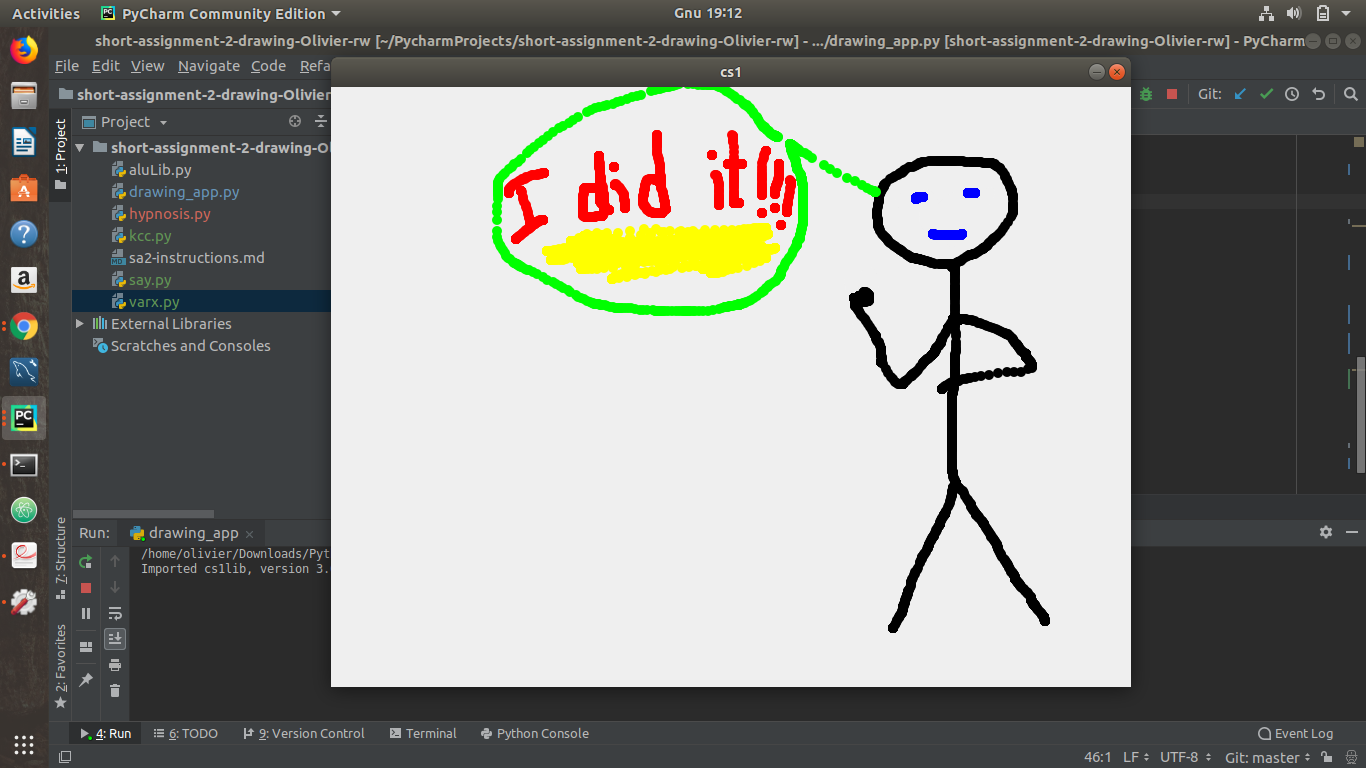 Activities PyCharm Community Edition Gnu 19:12
short-assignment-2-drawing-Olivier-rw [~/PycharmProjects/short-assignment-2-drawing-Olivier-rw] - .../drawing_app.py [short-assignment-2-drawing-Olivier-rw] - PyCharm
File Edit View Navigate Code Refa
cs1
short-assignment-2-drawing-Olivier
Git:
1: Project
Project
short-assignment-2-drawing-Ol
aluLib.py
drawing_app.py
hypnosis.py
kcc.py
sa2-instructions.md
say.py
varx.py
External Libraries
Scratches and Consoles
I did it!!!
7: Structure
2: Favorites
Run: drawing_app
/home/olivier/Downloads/Pyt
Imported cs1lib, version 3.
4: Run 6: TODO 9: Version Control Terminal Python Console Event Log
46:1 LF UTF-8 Git: master